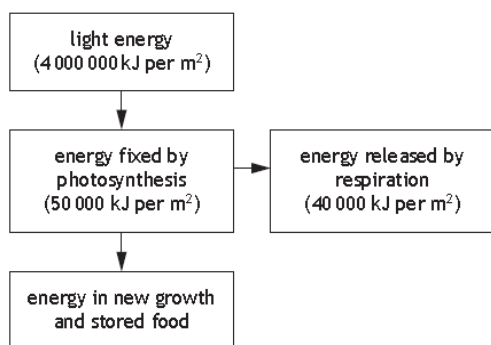 light energy
(4 000 000 kJ per m²)
energy fixed by
photosynthesis
(50 000 kJ per m²)
energy released by
respiration
(40 000 kJ per m²)
energy in new growth
and stored food